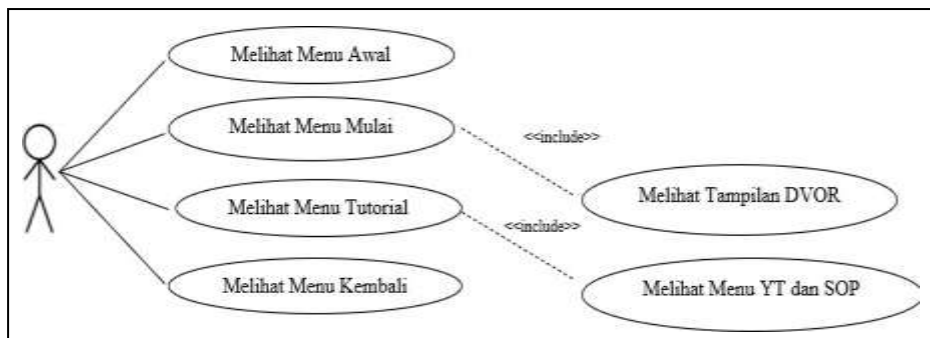 Melihat Menu Awal
Melihat Menu Mulai
<<include>>
Melihat Tampilan DVOR
Melihat Menu Tutorial
<<include>>
Melihat Menu Kembali
Melihat Menu YT dan SOP